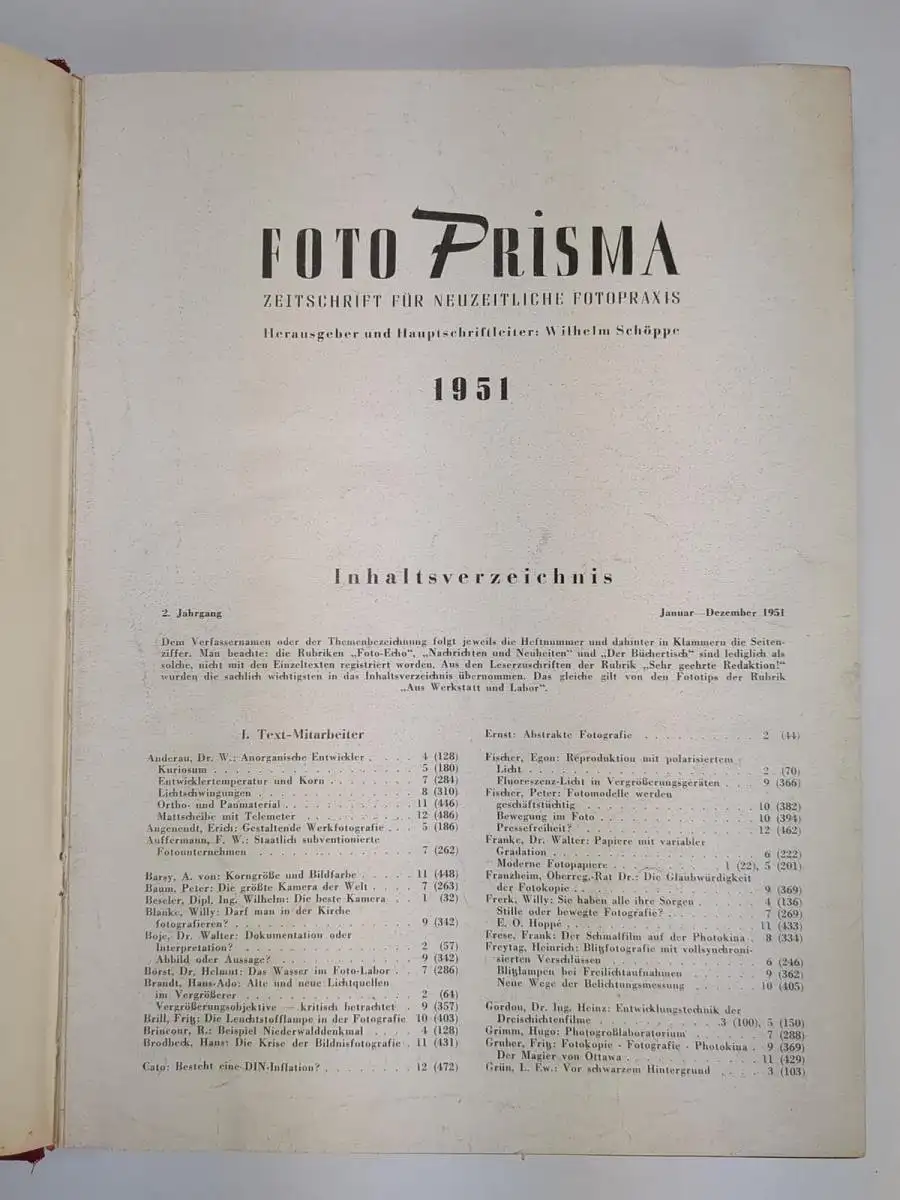 FOTO PRISMA
ZEITSCHRIFT FÜR NEUZEITLICHE FOTOPRAXIS
Herausgeber und Hauptschriftleiter: Wilhelm Schöppe
1951
Inhaltsverzeichnis
2. Jahrgang Januar—Dezember 1951
Dem Verfassernamen oder der Themenbezeichnung folgt jeweils die Heftnummer und dahinter in Klammern die Seiten-
ziffer. Man beachte: die Rubriken „Foto-Echo“, „Nachrichten und Neuheiten“ und „Der Büchertisch“ sind lediglich als
solche, nicht mit den Einzeltexten registriert worden. Aus den Leserzuschriften der Rubrik „Sehr geehrte Redaktion!“
wurden die sachlich wichtigsten in das Inhaltsverzeichnis übernommen. Das gleiche gilt von den Fototips der Rubrik
„Aus Werkstatt und Labor“.
I. Text-Mitarbeiter
Anderau, Dr. W.: Anorganische Entwickler . . . . 4 (128)
Kuriosum . . . . . . . . . . . . . . . 5 (180)
Entwicklertemperatur und Korn . . . . . . . 7 (284)
Lichtschwingungen . . . . . . . . . . . . 8 (310)
Ortho- und Panmaterial . . . . . . . . . . 11 (446)
Mattscheibe mit Telemeter . . . . . . . . . 12 (486)
Angenendt, Erich: Gestaltende Werkfotografie . . . 5 (186)
Auffermann, F. W.: Staatlich subventionierte
Fotounternehmen . . . . . . . . . . . . 7 (262)
Barsy, A. von: Korngröße und Bildfarbe . . . . . 11 (448)
Baum, Peter: Die größte Kamera der Welt . . . . 7 (263)
Beseler, Dipl. Ing. Wilhelm: Die beste Kamera . . . 1 (32)
Blanke, Willy: Darf man in der Kirche
fotografieren? . . . . . . . . . . . . . 9 (342)
Boje, Dr. Walter: Dokumentation oder
Interpretation? . . . . . . . . . . . . . 2 (57)
Abbild oder Aussage? . . . . . . . . . . . 9 (342)
Borst, Dr. Helmut: Das Wasser im Foto-Labor . . . 7 (286)
Brandt, Hans-Ado: Alte und neue Lichtquellen
im Vergrößerer . . . . . . . . . . . . . 2 (64)
Vergrößerungsobjektive — kritisch betrachtet . . 9 (357)
Brill, Fritz: Die Leuchtstofflampe in der Fotografie 10 (403)
Brincour, R.: Beispiel Niederwalddenkmal . . . . 4 (128)
Brodbeck, Hans: Die Krise der Bildnisfotografie . . 11 (431)
Cato: Besteht eine DIN-Inflation? . . . . . . . . 12 (472)
Ernst: Abstrakte Fotografie . . . . . . . . . . 2 (44)
Fischer, Egon: Reproduktion mit polarisiertem
Licht . . . . . . . . . . . . . . . . . 2 (70)
Fluoreszenz-Licht in Vergrößerungsgeräten . . . 9 (366)
Fischer, Peter: Fotomodelle werden
geschäftstüchtig . . . . . . . . . . . . . 10 (382)
Bewegung im Foto . . . . . . . . . . . . 10 (394)
Pressefreiheit? . . . . . . . . . . . . . 12 (462)
Franke, Dr. Walter: Papiere mit variabler
Gradation . . . . . . . . . . . . . . . 6 (222)
Moderne Fotopapiere . . . . . . . . 1 (22), 5 (201)
Franzheim, Oberreg.-Rat Dr.: Die Glaubwürdigkeit
der Fotokopie . . . . . . . . . . . . . . 9 (369)
Frerk, Willy: Sie haben alle ihre Sorgen . . . . . 4 (136)
Stille oder bewegte Fotografie? . . . . . . . 7 (269)
E. O. Hoppé . . . . . . . . . . . . . . 11 (433)
Frese, Frank: Der Schmalfilm auf der Photokina . . 8 (334)
Freytag, Heinrich: Blitzfotografie mit vollsynchroni-
sierten Verschlüssen . . . . . . . . . . . 6 (246)
Blitzlampen bei Freilichtaufnahmen . . . . . 9 (362)
Neue Wege der Belichtungsmessung . . . . . 10 (405)
Gordon, Dr. Ing. Heinz: Entwicklungstechnik der
Dreischichtenfilme . . . . . . . . 3 (100), 5 (150)
Grimm, Hugo: Photogroßlaboratorium . . . . . 7 (288)
Gruber, Fritz: Fotokopie - Fotografie - Photokina . 9 (369)
Der Magier von Ottawa . . . . . . . . . . 11 (429)
Grün, L. Ew.: Vor schwarzem Hintergrund . . . . 3 (103)